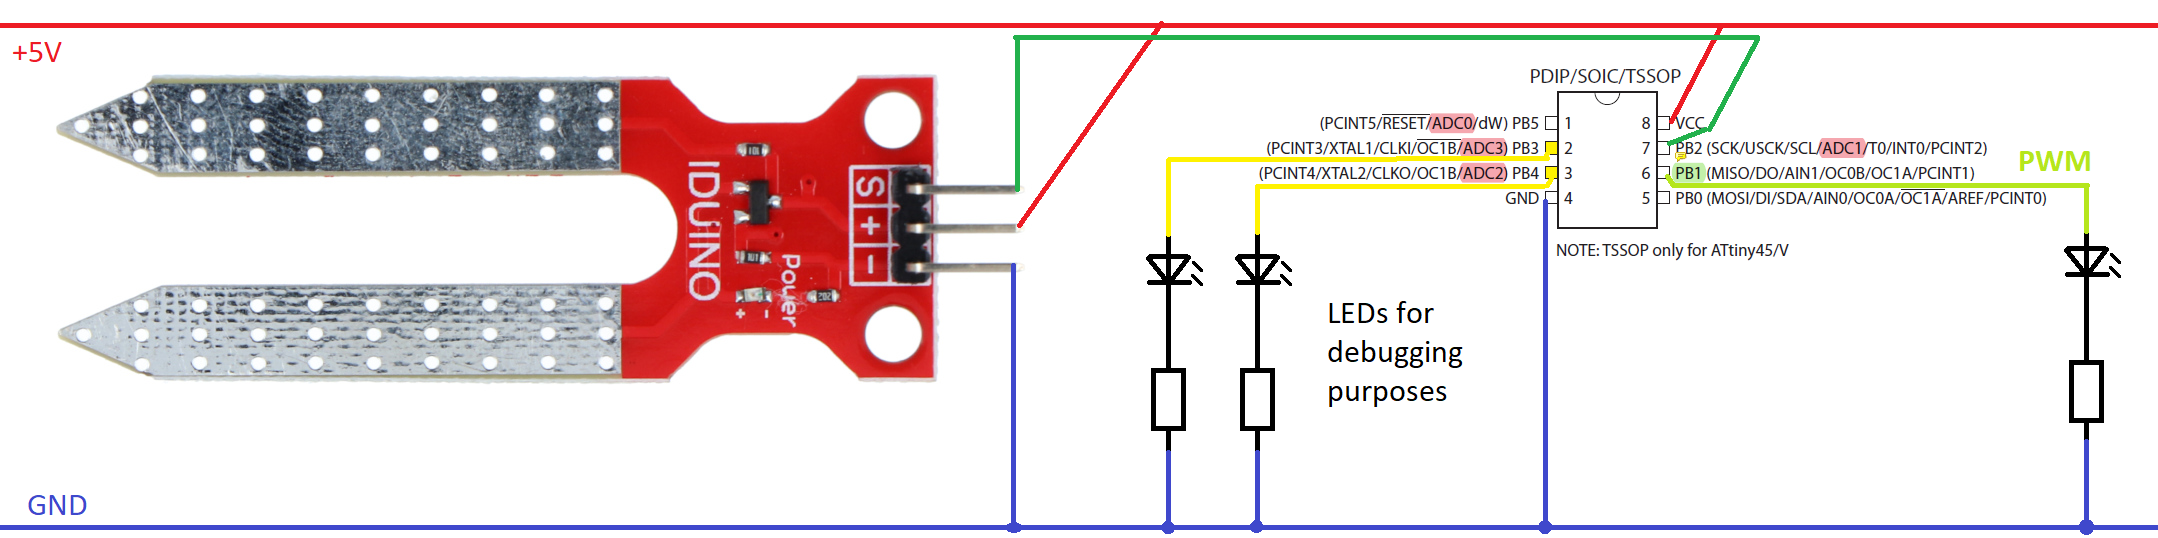 +5V
GND
IDUINO
Power
+ -
S
+
-
101
101
202
PDIP/SOIC/TSSOP
(PCINT5/RESET/ADC0/dW) PB5 1
(PCINT3/XTAL1/CLKI/OC1B/ADC3) PB3 2
(PCINT4/XTAL2/CLKO/OC1B/ADC2) PB4 3
GND 4
8 VCC
7 PB2 (SCK/USCK/SCL/ADC1/T0/INT0/PCINT2)
6 PB1 (MISO/DO/AIN1/OC0B/OC1A/PCINT1)
5 PB0 (MOSI/DI/SDA/AIN0/OC0A/OC1A/AREF/PCINT0)
NOTE: TSSOP only for ATtiny45/V
PWM
LEDs for
debugging
purposes